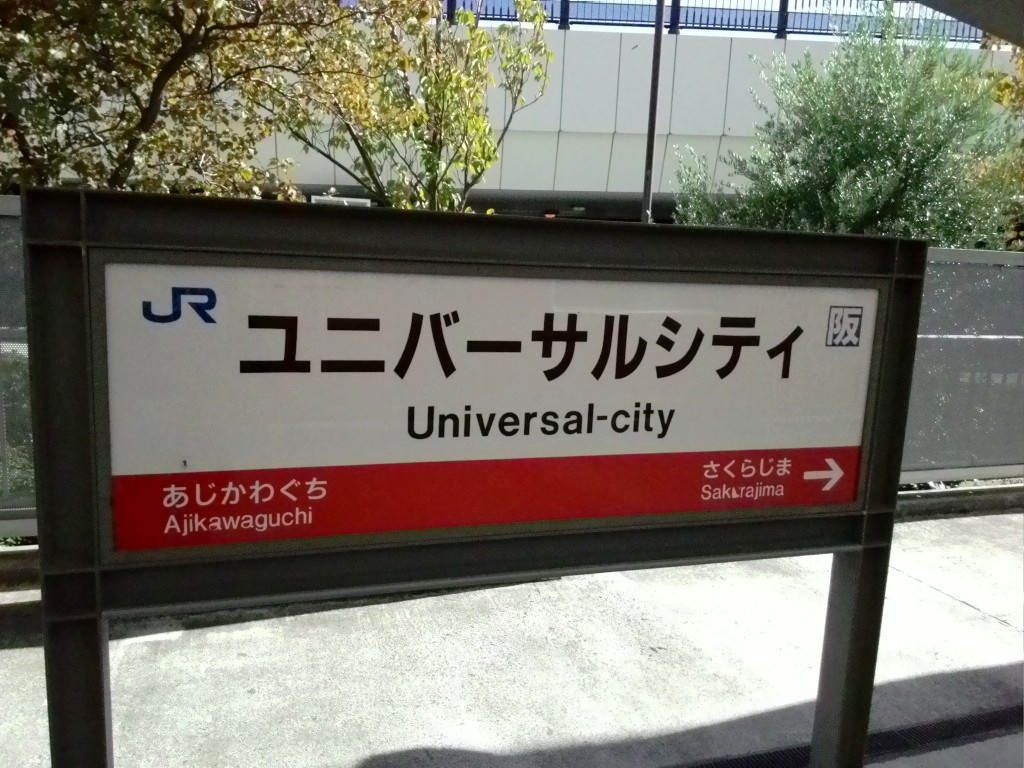 JR
ユニバーサルシティ
阪
Universal-city
あじかわぐち
Ajikawaguchi
さくらじま
Sakurajima